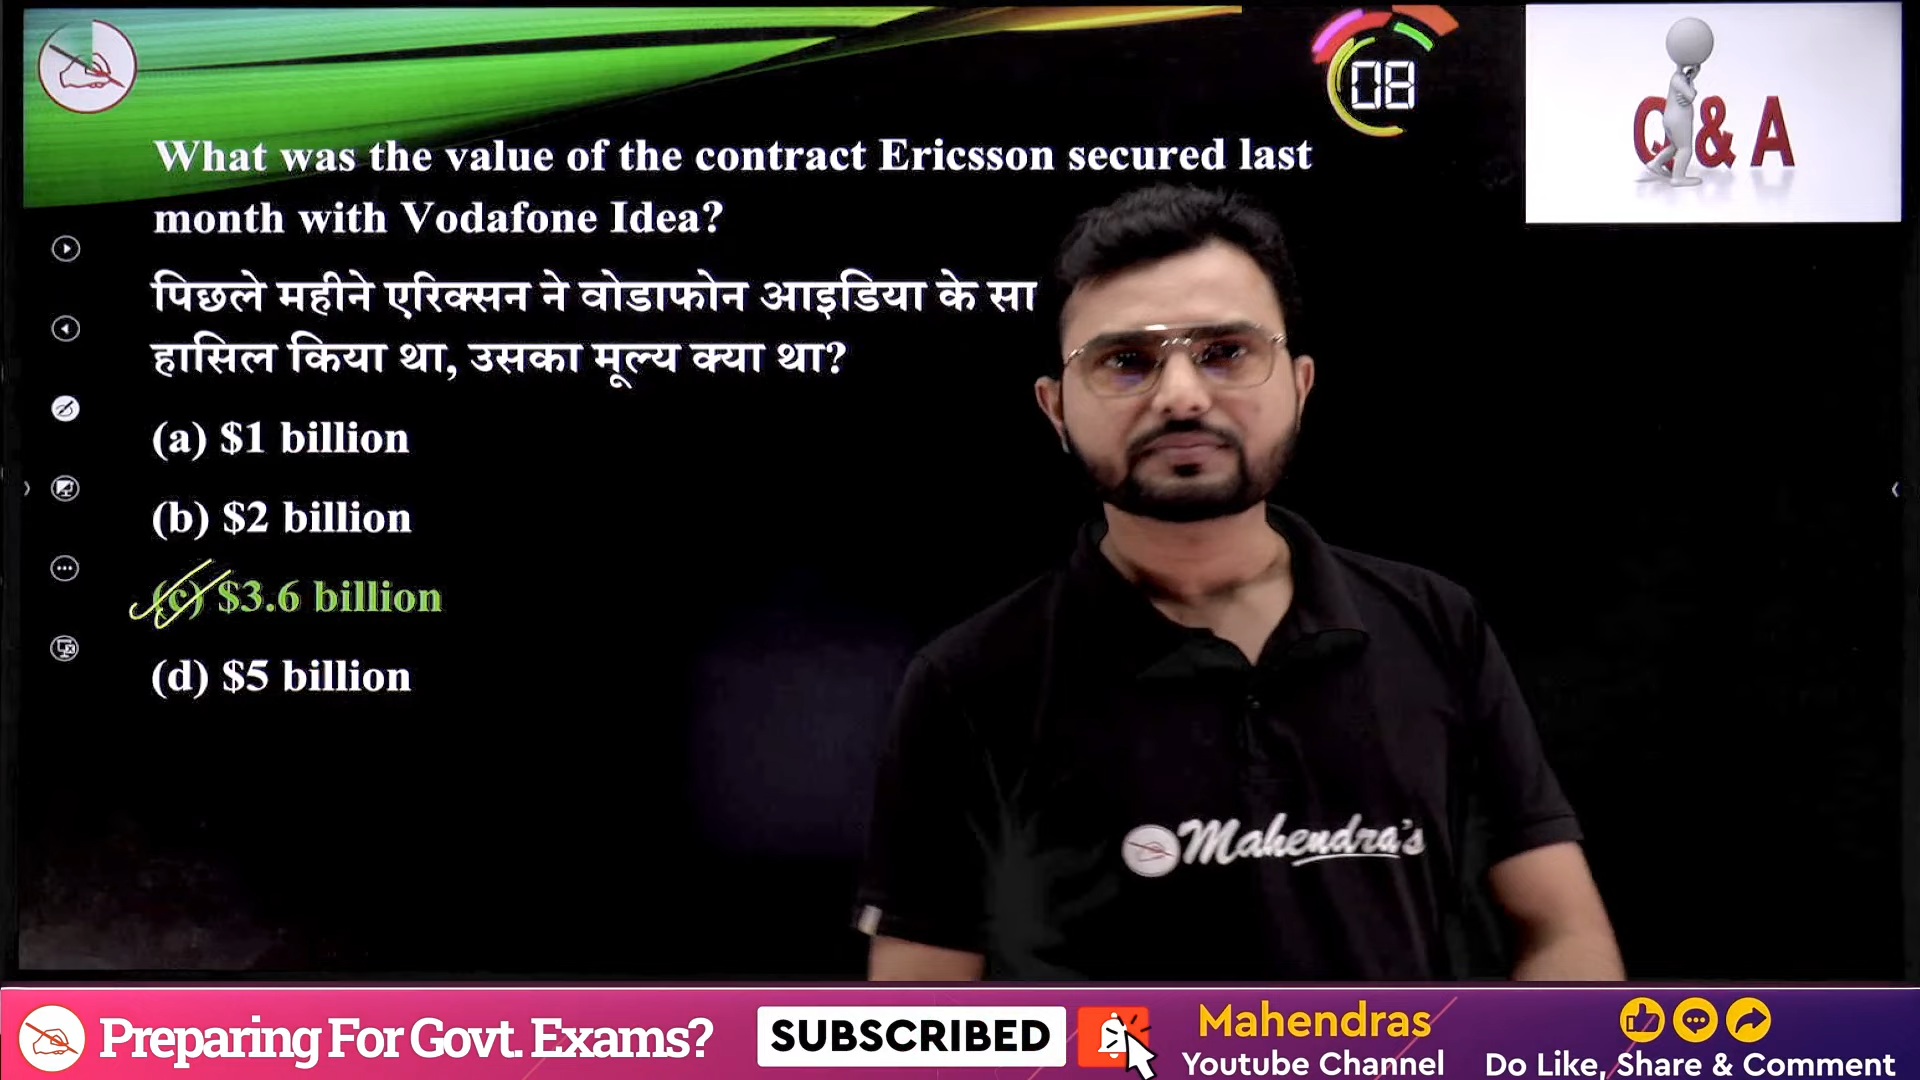 08
Q & A
What was the value of the contract Ericsson secured last
month with Vodafone Idea?
पिछले महीने एरिक्सन ने वोडाफोन आइडिया के सा
हासिल किया था, उसका मूल्य क्या था?
(a) $1 billion
(b) $2 billion
(c) $3.6 billion
(d) $5 billion
Mahendra's
Preparing For Govt. Exams?
SUBSCRIBED
Mahendras
Youtube Channel
Do Like, Share & Comment